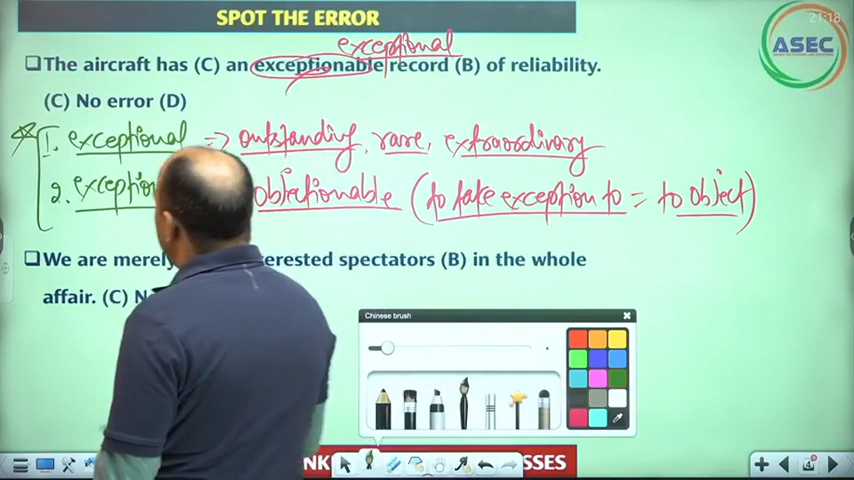 SPOT THE ERROR
21:18
ASEC
exceptional
❑The aircraft has (C) an exceptionable record (B) of reliability.
(C) No error (D)
1. exceptional => outstanding, rare, extraordinary
2. exception objectionable (to take exception to = to object)
❑We are merely erested spectators (B) in the whole
affair. (C) N
Chinese brush
NK SSES
4